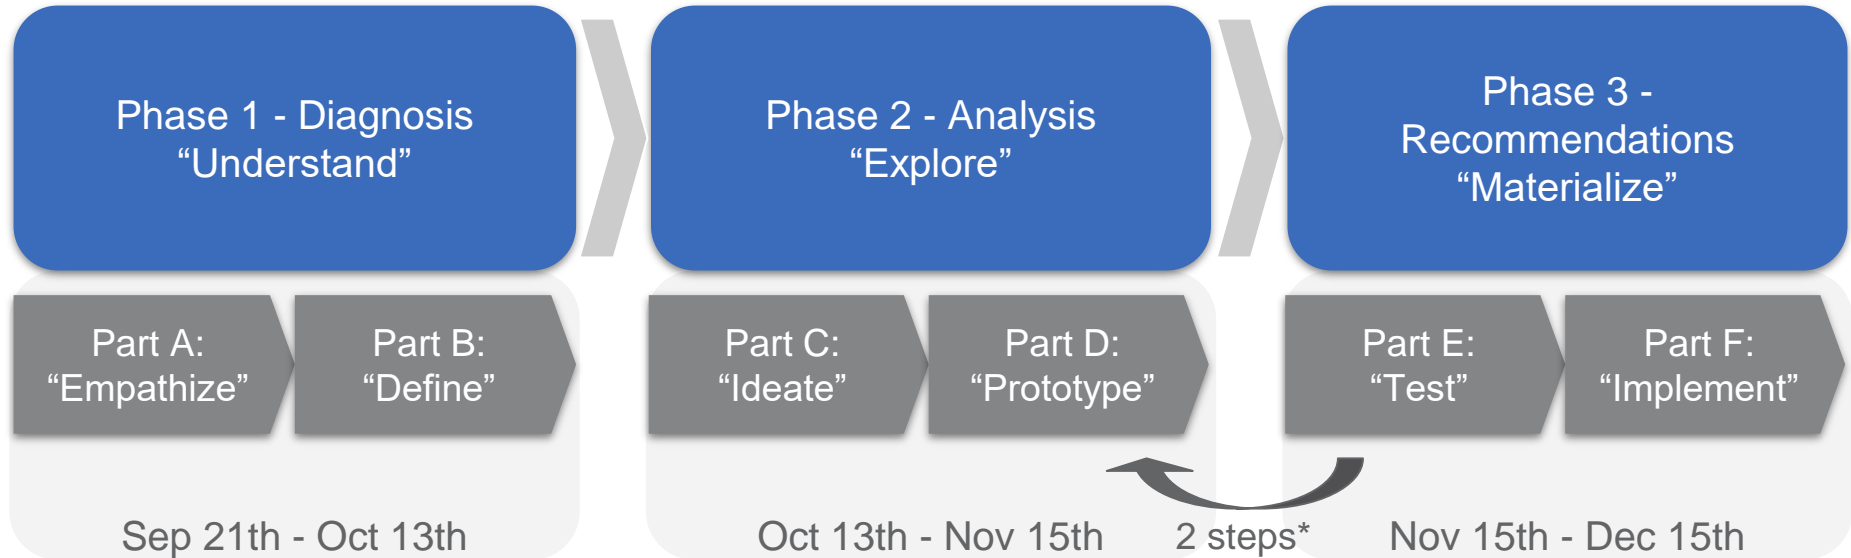 Phase 1 - Diagnosis
“Understand”
Phase 2 - Analysis
“Explore”
Phase 3 -
Recommendations
“Materialize”
Part A:
“Empathize”
Part B:
“Define”
Part C:
“Ideate”
Part D:
“Prototype”
Part E:
“Test”
Part F:
“Implement”
Sep 21th - Oct 13th
Oct 13th - Nov 15th
2 steps*
Nov 15th - Dec 15th